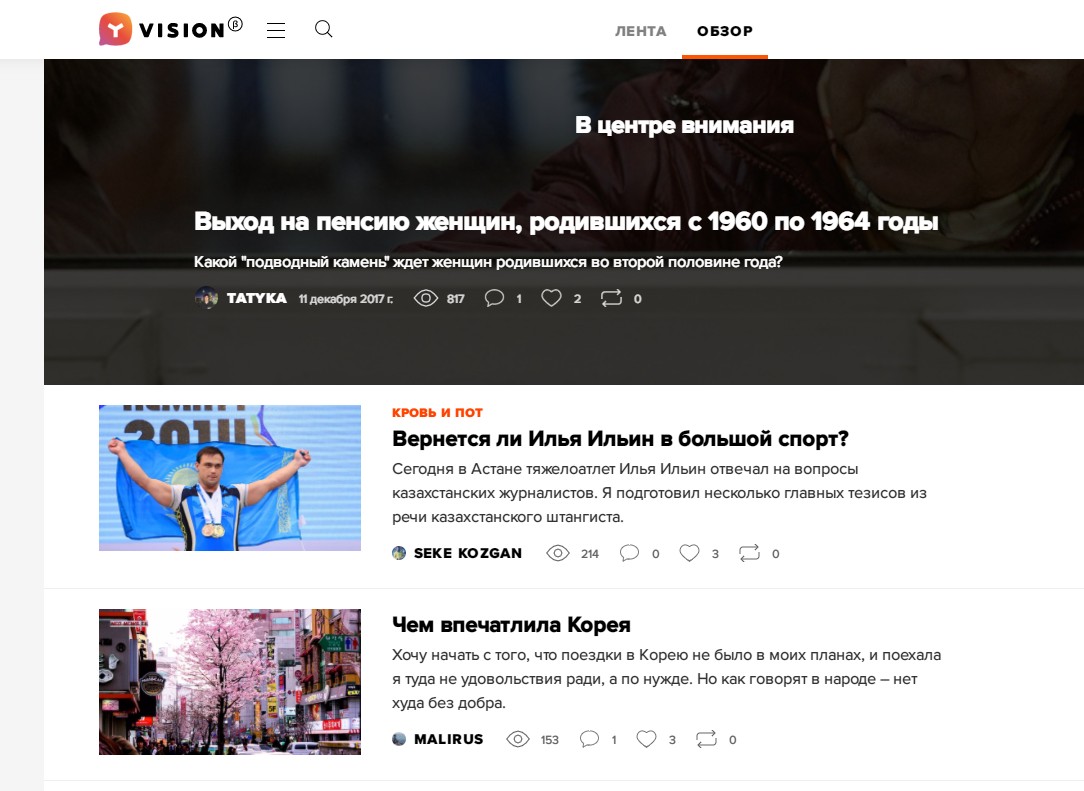 VISION β
ЛЕНТА ОБЗОР
В центре внимания
Выход на пенсию женщин, родившихся с 1960 по 1964 годы
Какой "подводный камень" ждет женщин родившихся во второй половине года?
TATYKA 11 декабря 2017 г. 817 1 2 0
КРОВЬ И ПОТ
Вернется ли Илья Ильин в большой спорт?
Сегодня в Астане тяжелоатлет Илья Ильин отвечал на вопросы
казахстанских журналистов. Я подготовил несколько главных тезисов из
речи казахстанского штангиста.
SEKE KOZGAN 214 0 3 0
Чем впечатлила Корея
Хочу начать с того, что поездки в Корею не было в моих планах, и поехала
я туда не удовольствия ради, а по нужде. Но как говорят в народе – нет
худа без добра.
MALIRUS 153 1 3 0